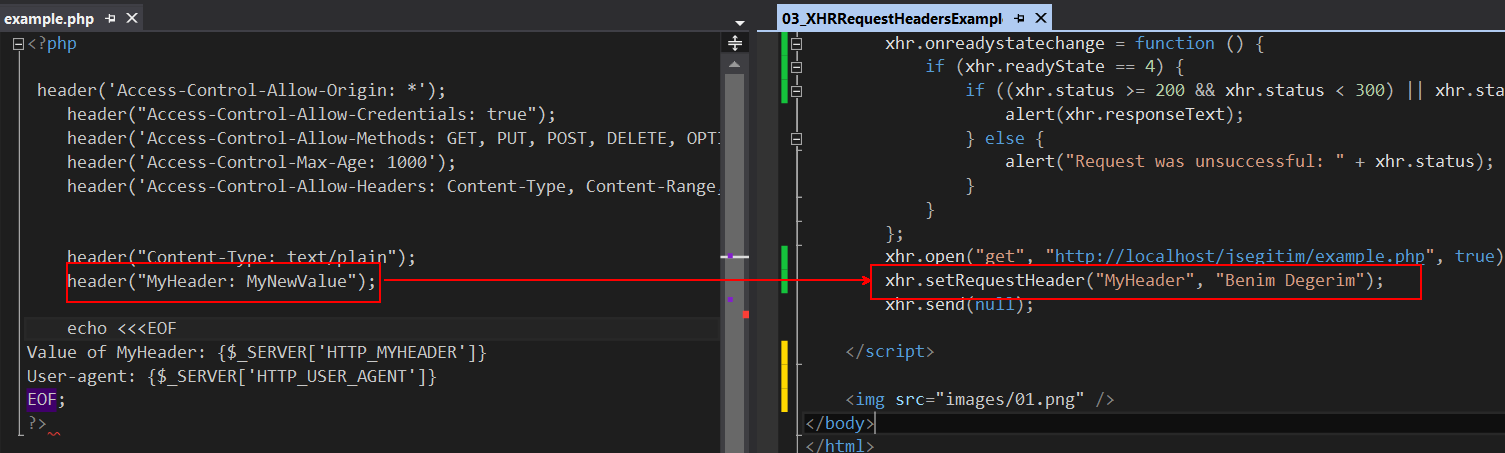 example.php
<?php
header('Access-Control-Allow-Origin: *');
header("Access-Control-Allow-Credentials: true");
header('Access-Control-Allow-Methods: GET, PUT, POST, DELETE, OPTI
header('Access-Control-Max-Age: 1000');
header('Access-Control-Allow-Headers: Content-Type, Content-Range,
header("Content-Type: text/plain");
header("MyHeader: MyNewValue");
echo <<<EOF
Value of MyHeader: {$_SERVER['HTTP_MYHEADER']}
User-agent: {$_SERVER['HTTP_USER_AGENT']}
EOF;
?>
03_XHRRequestHeadersExample
xhr.onreadystatechange = function () {
if (xhr.readyState == 4) {
if ((xhr.status >= 200 && xhr.status < 300) || xhr.sta
alert(xhr.responseText);
} else {
alert("Request was unsuccessful: " + xhr.status);
}
}
};
xhr.open("get", "http://localhost/jsegitim/example.php", true)
xhr.setRequestHeader("MyHeader", "Benim Degerim");
xhr.send(null);
</script>
<img src="images/01.png" />
</body>
</html>